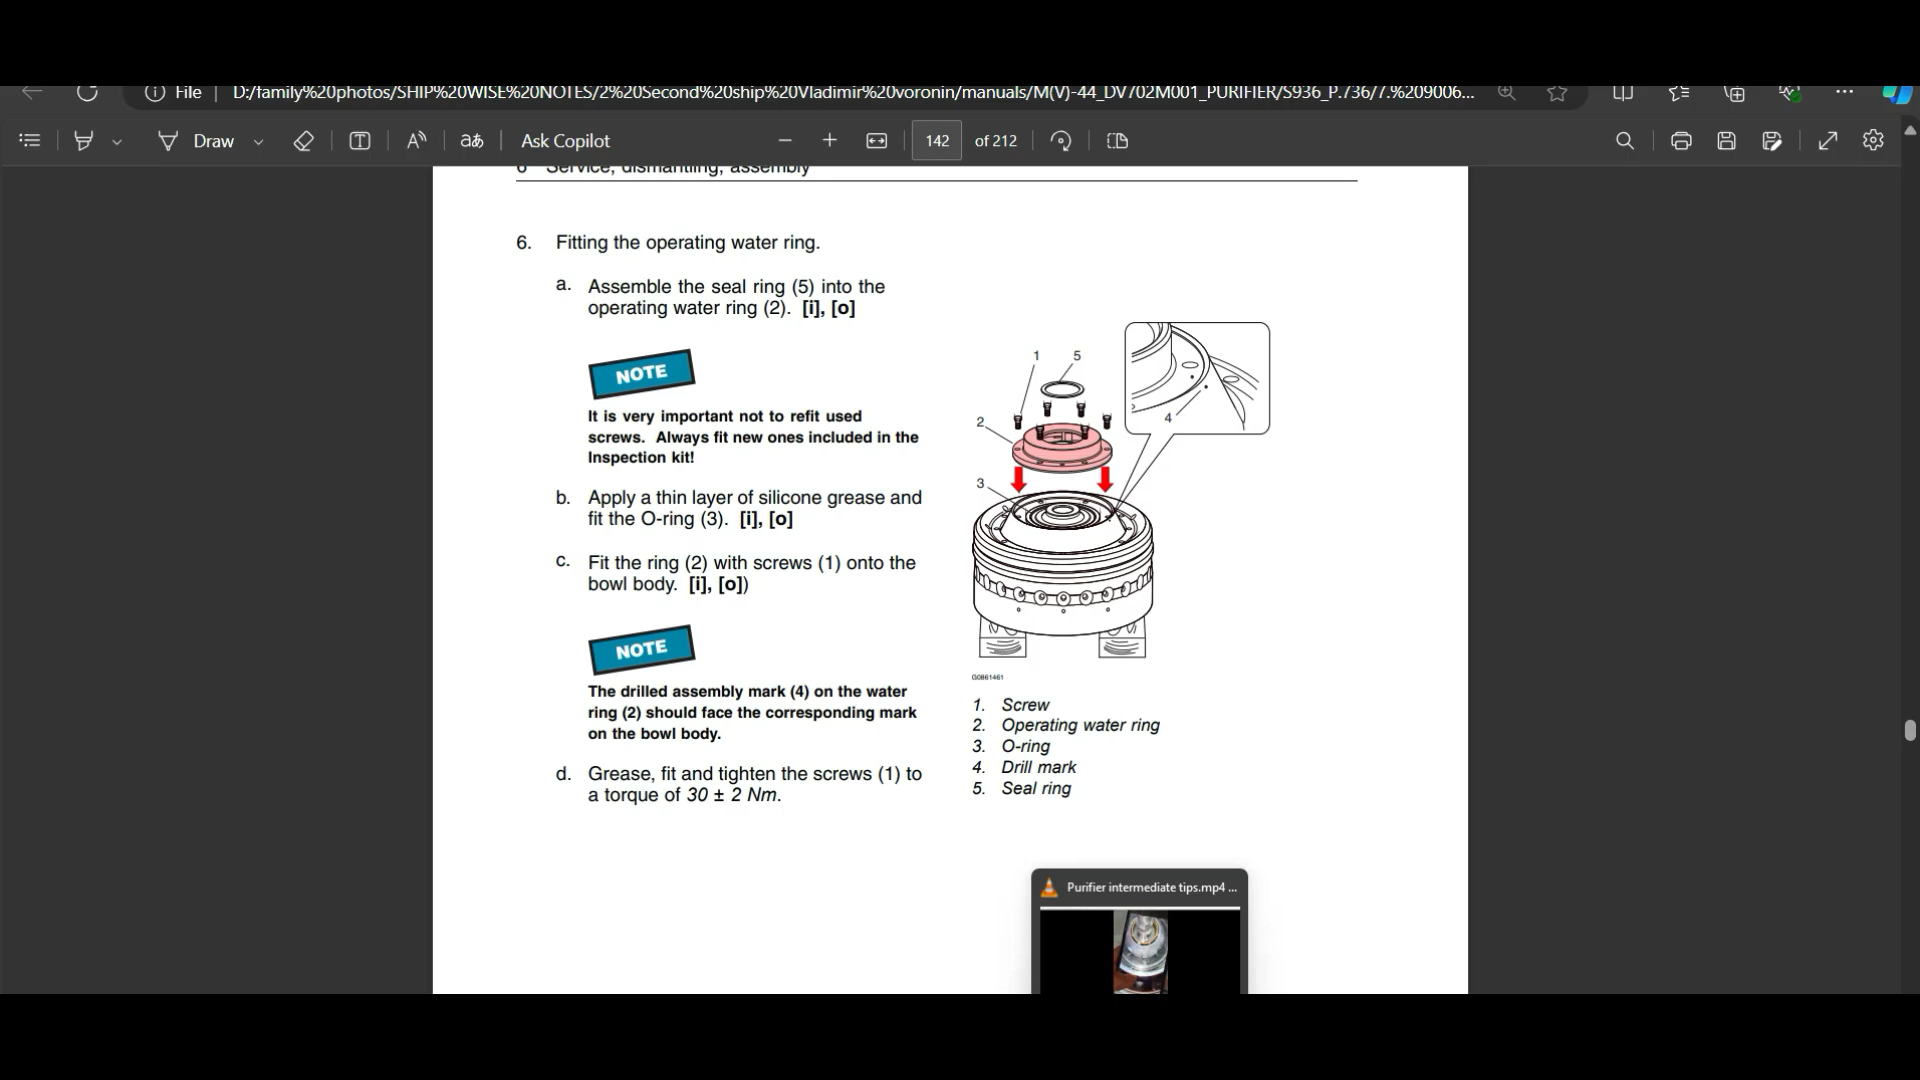 File
D:/family%20photos/SHIP%20WISE%20NOTES/2%20Second%20ship%20Vladimir%20voronin/manuals/M(V)-44_DV702M001_PURIFIER/S936_P.736/7.%209006...
Draw
aあ
Ask Copilot
142 of 212
6 Service, dismantling, assembly
6. Fitting the operating water ring.
a. Assemble the seal ring (5) into the
operating water ring (2). [i], [o]
NOTE
It is very important not to refit used
screws. Always fit new ones included in the
Inspection kit!
b. Apply a thin layer of silicone grease and
fit the O-ring (3). [i], [o]
c. Fit the ring (2) with screws (1) onto the
bowl body. [i], [o])
NOTE
The drilled assembly mark (4) on the water
ring (2) should face the corresponding mark
on the bowl body.
d. Grease, fit and tighten the screws (1) to
a torque of 30 ± 2 Nm.
1 5
2
4
3
G0861461
1. Screw
2. Operating water ring
3. O-ring
4. Drill mark
5. Seal ring
Purifier intermediate tips.mp4 ...